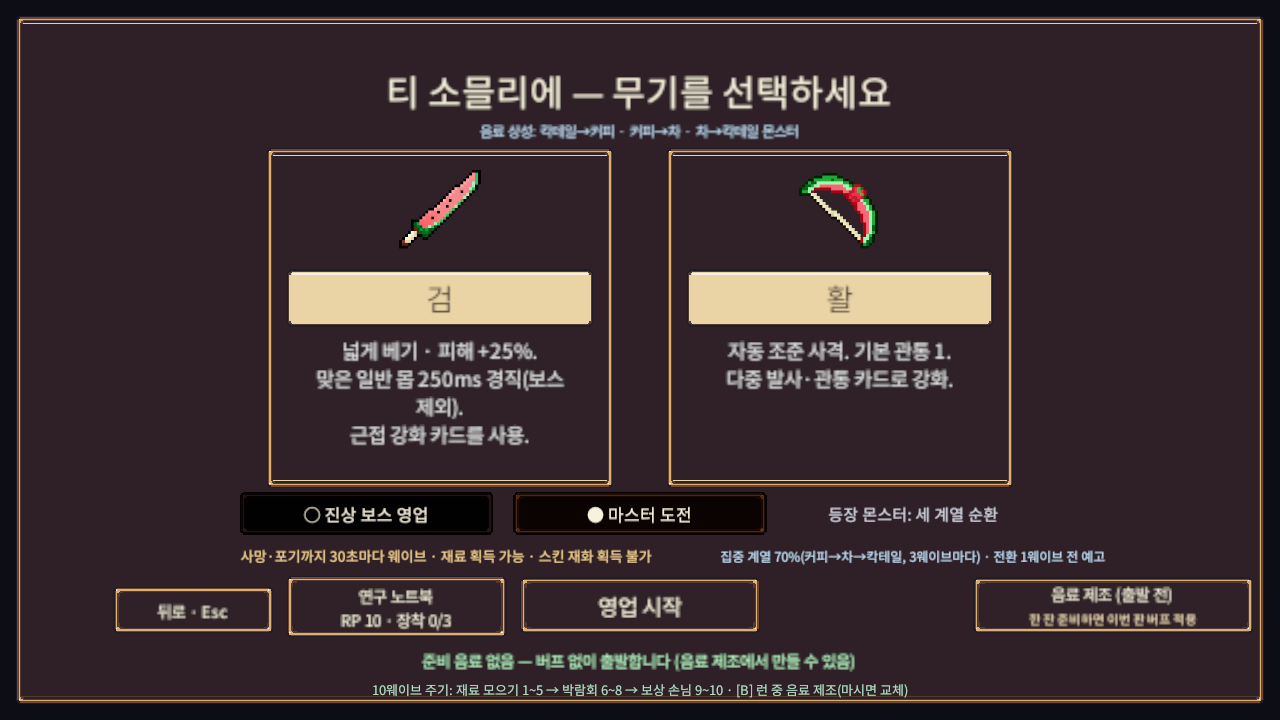 티 소믈리에 — 무기를 선택하세요
음료 상성: 칵테일→커피 · 커피→차 · 차→칵테일 몬스터
검
넓게 베기 · 피해 +25%.
맞은 일반 몸 250ms 경직(보스
제외).
근접 강화 카드를 사용.
활
자동 조준 사격. 기본 관통 1.
다중 발사·관통 카드로 강화.
○ 진상 보스 영업
● 마스터 도전
등장 몬스터: 세 계열 순환
사망·포기까지 30초마다 웨이브 · 재료 획득 가능 · 스킨 재화 획득 불가
집중 계열 70%(커피→차→칵테일, 3웨이브마다) · 전환 1웨이브 전 예고
뒤로 · Esc
연구 노트북
RP 10 · 장착 0/3
영업 시작
음료 제조 (출발 전)
한 잔 준비하면 이번 판 버프 적용
준비 음료 없음 — 버프 없이 출발합니다 (음료 제조에서 만들 수 있음)
10웨이브 주기: 재료 모으기 1~5 → 박람회 6~8 → 보상 손님 9~10 · [B] 런 중 음료 제조(마시면 교체)